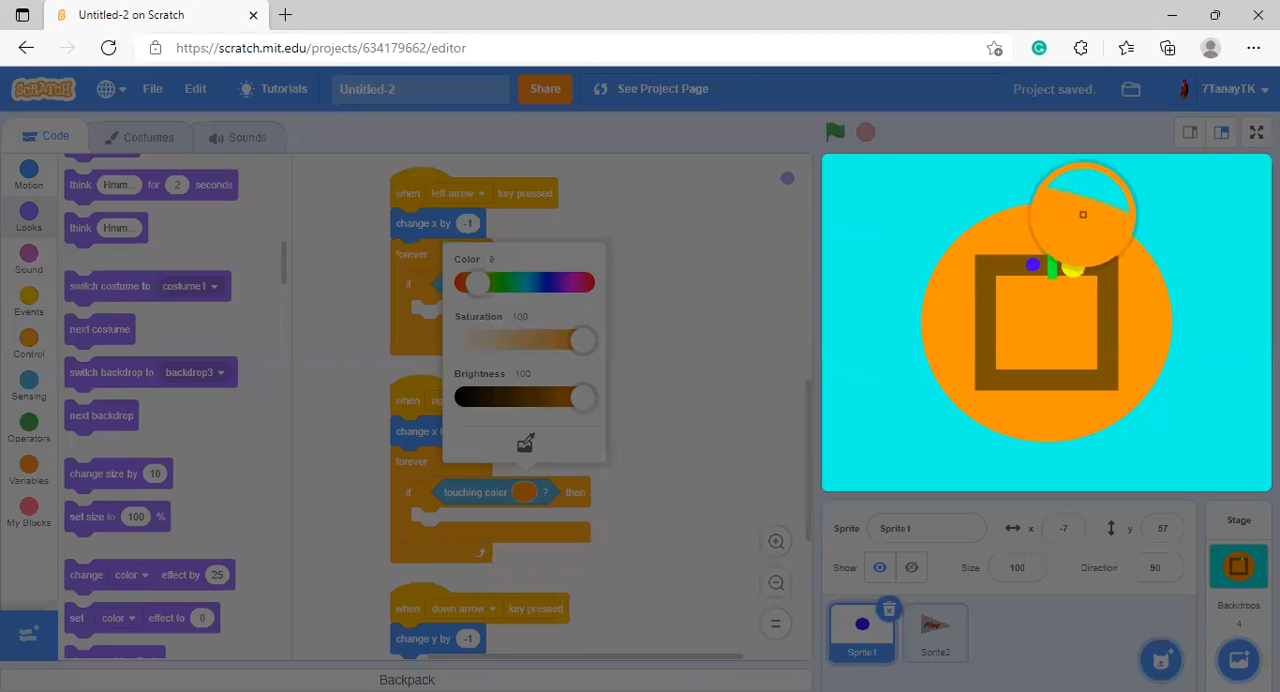 Untitled-2 on Scratch
https://scratch.mit.edu/projects/634179662/editor
SCRATCH File Edit Tutorials Untitled-2 Share See Project Page Project saved. 7TanayTK
Code Costumes Sounds
Motion
Looks
Sound
Events
Control
Sensing
Operators
Variables
My Blocks
think Hmm... for 2 seconds
think Hmm...
switch costume to costume1
next costume
switch backdrop to backdrop3
next backdrop
change size by 10
set size to 100 %
change color effect by 25
set color effect to 0
when left arrow key pressed
change x by -1
forever
if
Color 9
Saturation 100
Brightness 100
when
change x
forever
if touching color ? then
when down arrow key pressed
change y by -1
Sprite Sprite1 x -7 y 57
Show Size 100 Direction 90
Sprite1
Play
Sprite2
Stage
Backdrops
4
Backpack